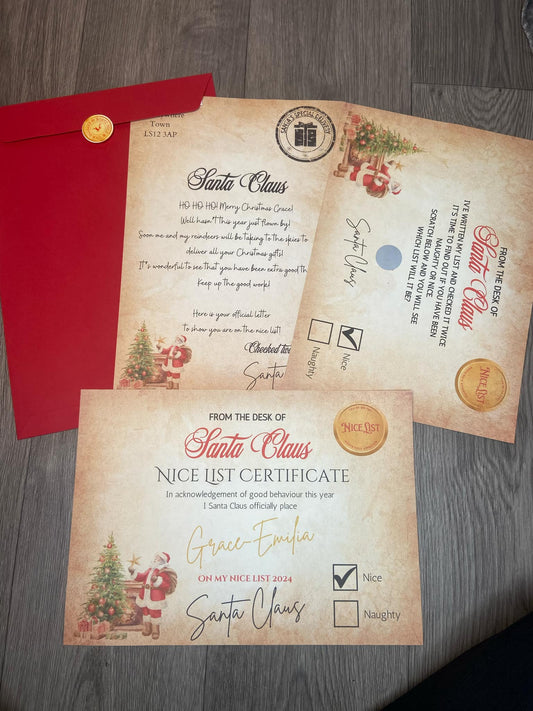 Town
LS12 3AP
SANTA'S SPECIAL DELIVERY
Santa Claus
HO HO HO! Merry Christmas Grace!
Well hasn't this year just flown by!
Soon me and my reindeers will be taking to the skies to
deliver all your Christmas gifts!
It's wonderful to see that you have been extra good th
Keep up the good work!
Here is your official letter
to show you are on the nice list!
Checked
Santa
FROM THE DESK OF
Santa Claus
I'VE WRITTEN MY LIST AND CHECKED IT TWICE
IT'S TIME TO FIND OUT IF YOU HAVE BEEN
NAUGHTY OR NICE
SCRATCH BELOW AND YOU WILL SEE
WHICH LIST WILL IT BE?
Santa Claus
Nice
Naughty
NICE LIST
FROM THE DESK OF
Santa Claus
NICE LIST CERTIFICATE
In acknowledgement of good behaviour this year
I Santa Claus officially place
Grace-Emilia
ON MY NICE LIST 2024
Santa Claus
Nice
Naughty
NICE LIST